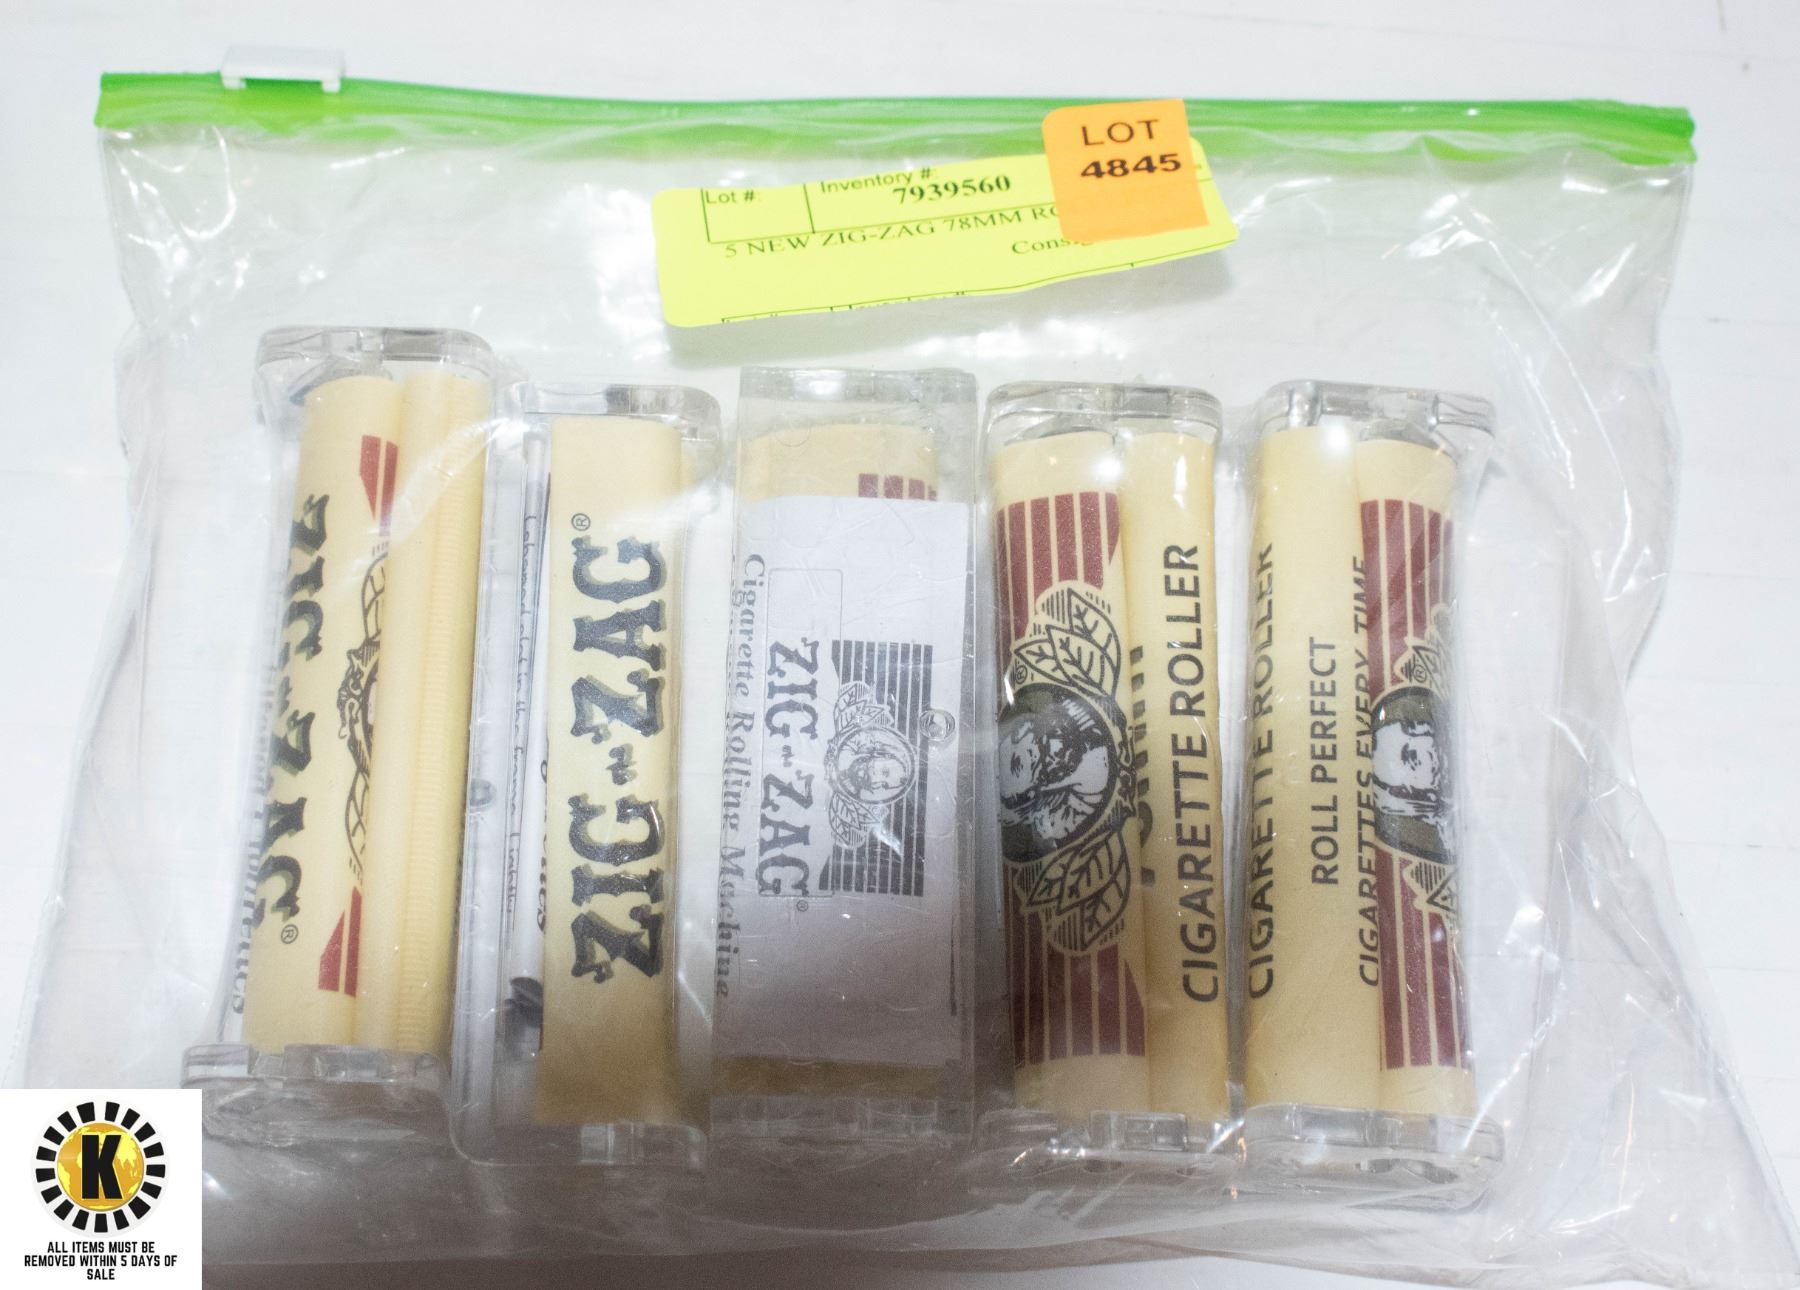 LOT
4845
Lot #:
Inventory #:
7939560
5 NEW ZIG-ZAG 78MM
ZIG-ZAG®
ZIG-ZAG®
Cigarette Rolling Machine
ZIG-ZAG®
CIGARETTE ROLLER
CIGARETTE ROLLER
ROLL PERFECT
CIGARETTES EVERY TIME
K
ALL ITEMS MUST BE
REMOVED WITHIN 5 DAYS OF
SALE